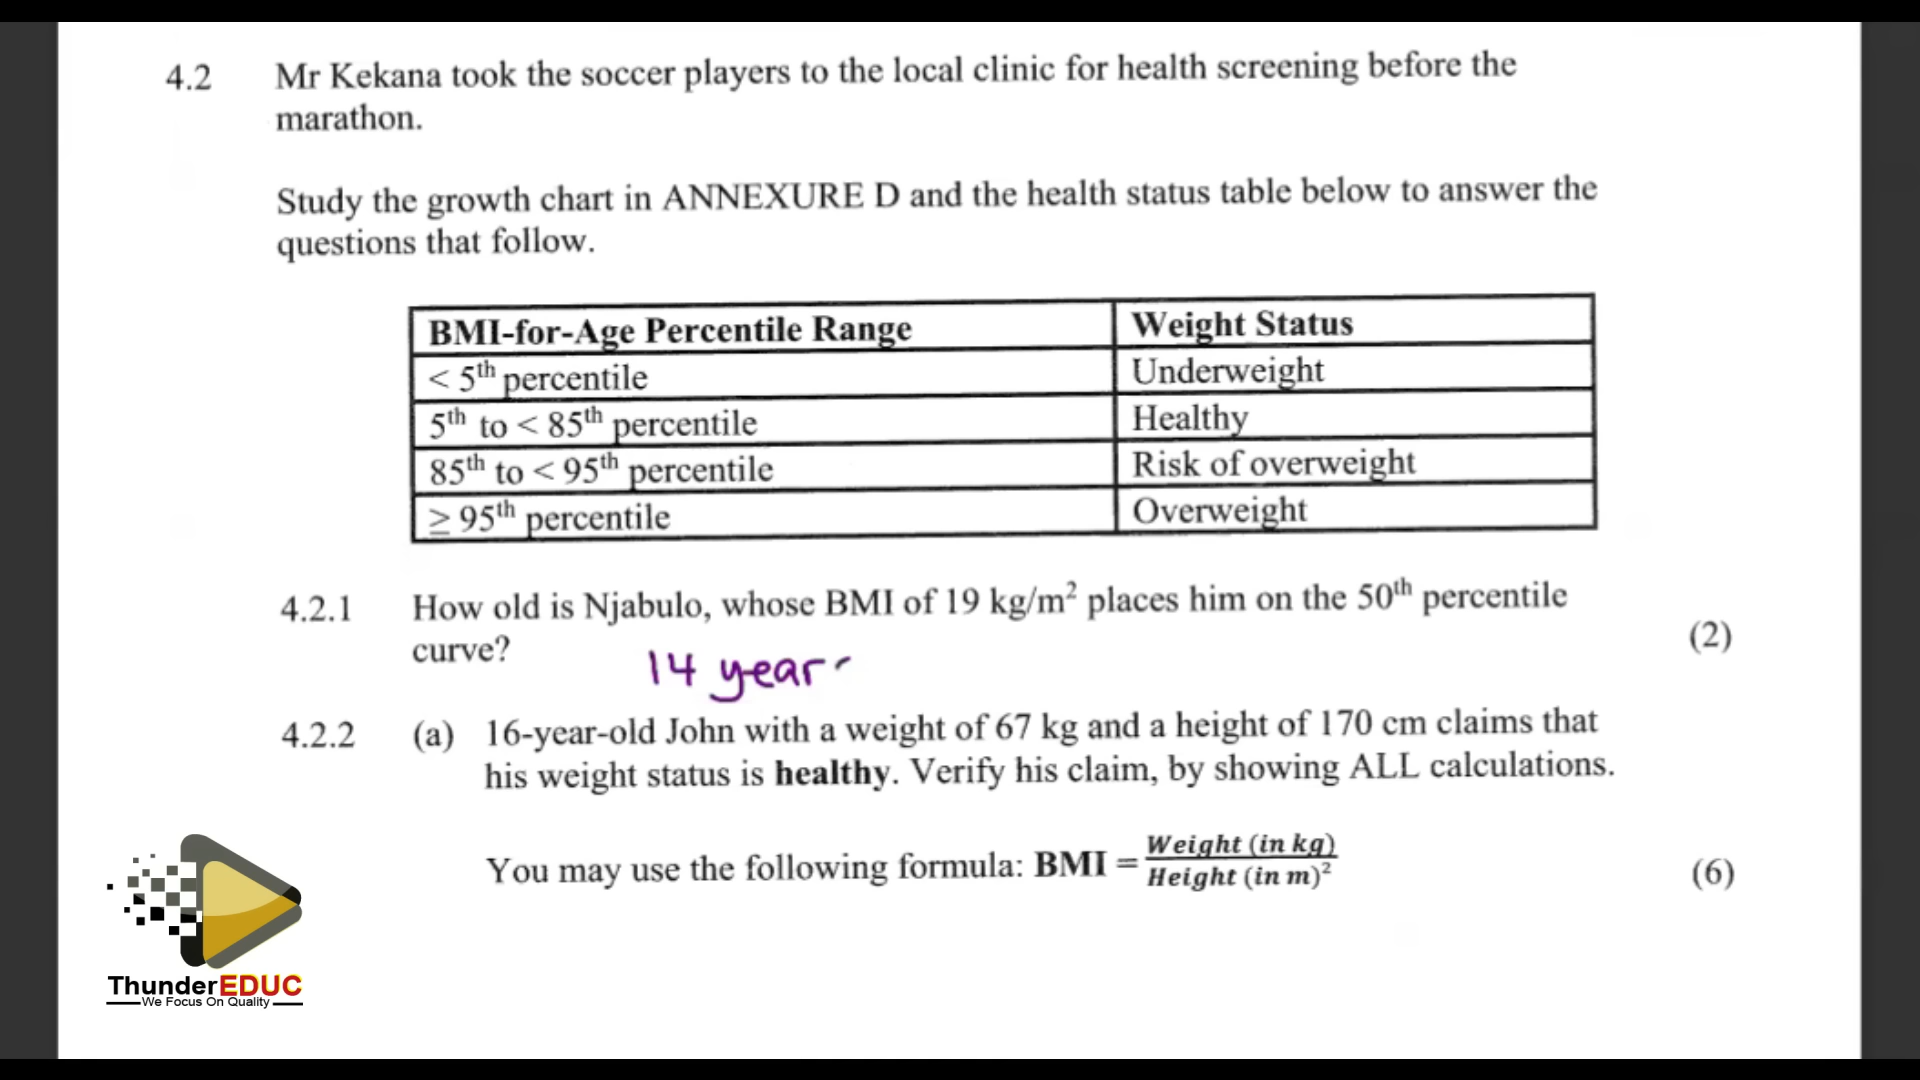 4.2 Mr Kekana took the soccer players to the local clinic for health screening before the
marathon.
Study the growth chart in ANNEXURE D and the health status table below to answer the
questions that follow.
BMI-for-Age Percentile Range Weight Status
< 5th percentile Underweight
5th to < 85th percentile Healthy
85th to < 95th percentile Risk of overweight
≥ 95th percentile Overweight
4.2.1 How old is Njabulo, whose BMI of 19 kg/m² places him on the 50th percentile
curve? (2)
14 year
4.2.2 (a) 16-year-old John with a weight of 67 kg and a height of 170 cm claims that
his weight status is healthy. Verify his claim, by showing ALL calculations.
You may use the following formula: BMI = Weight (in kg) / Height (in m)² (6)
ThunderEDUC
We Focus On Quality